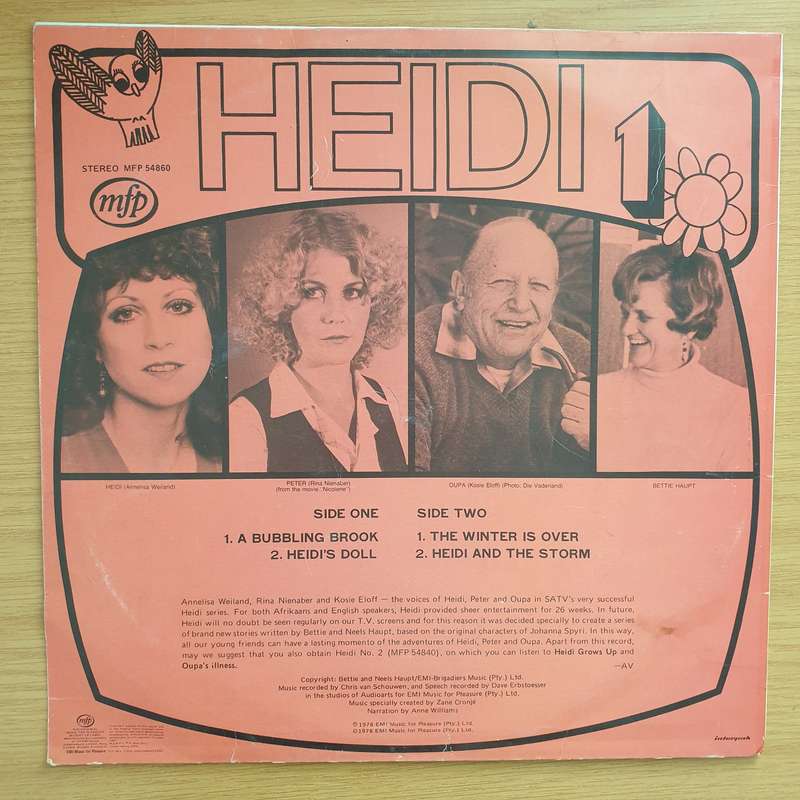 HEIDI 1
STEREO MFP 54860
mfp
HEIDI (Annelisa Weiland)
PETER (Rina Nienaber)
(from the movie "Nicolene")
OUPA (Kosie Eloff) (Photo: Die Vaderland)
BETTIE HAUPT
SIDE ONE
1. A BUBBLING BROOK
2. HEIDI'S DOLL
SIDE TWO
1. THE WINTER IS OVER
2. HEIDI AND THE STORM
Annelisa Weiland, Rina Nienaber and Kosie Eloff — the voices of Heidi, Peter and Oupa in SATV's very successful
Heidi series. For both Afrikaans and English speakers, Heidi provided sheer entertainment for 26 weeks. In future,
Heidi will no doubt be seen regularly on our T.V. screens and for this reason it was decided specially to create a series
of brand new stories written by Bettie and Neels Haupt, based on the original characters of Johanna Spyri. In this way,
all our young friends can have a lasting momento of the adventures of Heidi, Peter and Oupa. Apart from this record,
may we suggest that you also obtain Heidi No. 2 (MFP 54840), on which you can listen to Heidi Grows Up and
Oupa's illness.
—AV
Copyright: Bettie and Neels Haupt/EMI-Brigadiers Music (Pty.) Ltd.
Music recorded by Chris van Schouwen, and Speech recorded by Dave Erbstoesser
in the studios of Audioarts for EMI Music for Pleasure (Pty.) Ltd.
Music specially created by Zane Cronjé
Narration by Anne Williams
℗ 1978 EMI Music for Pleasure (Pty.) Ltd.
© 1978 EMI Music for Pleasure (Pty.) Ltd.
mfp
EMI Music for Pleasure